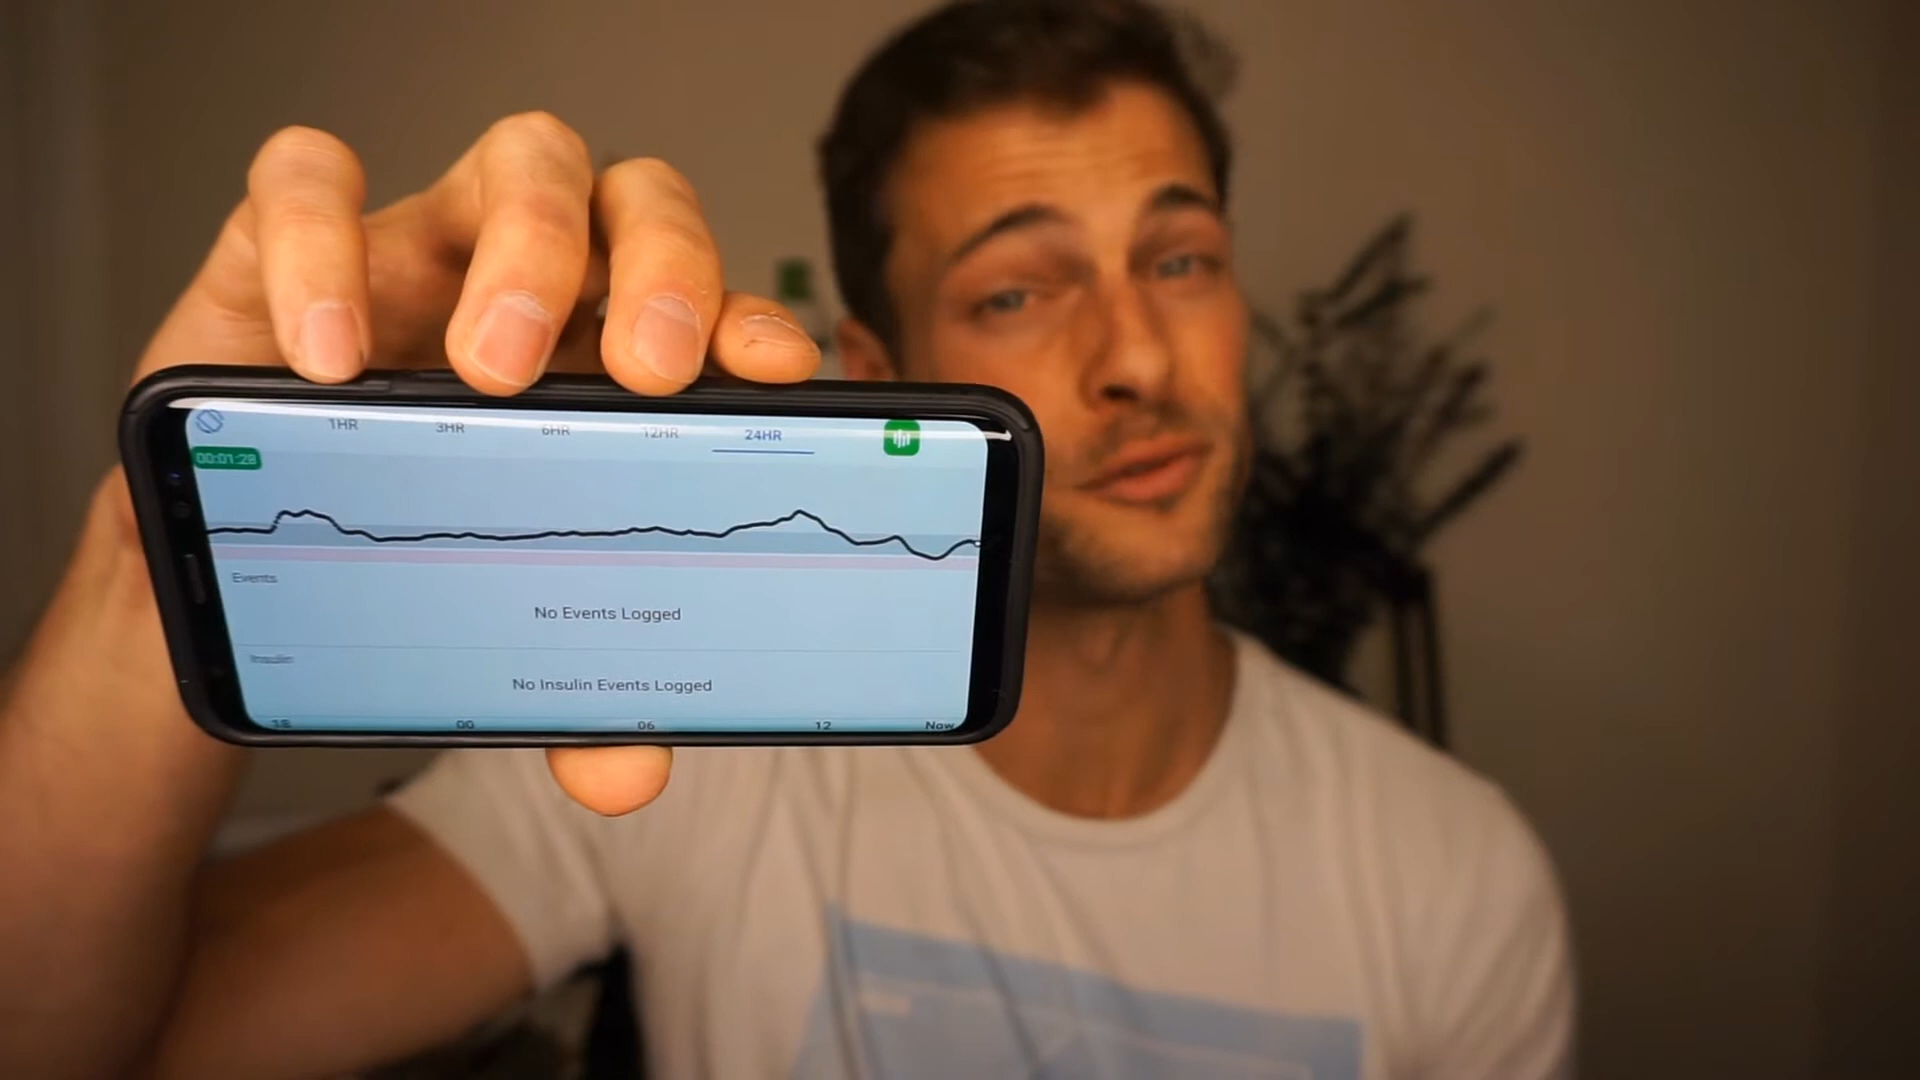 1HR 3HR 6HR 12HR 24HR
00:01:28
Events
No Events Logged
Insulin
No Insulin Events Logged
18 00 06 12 Now